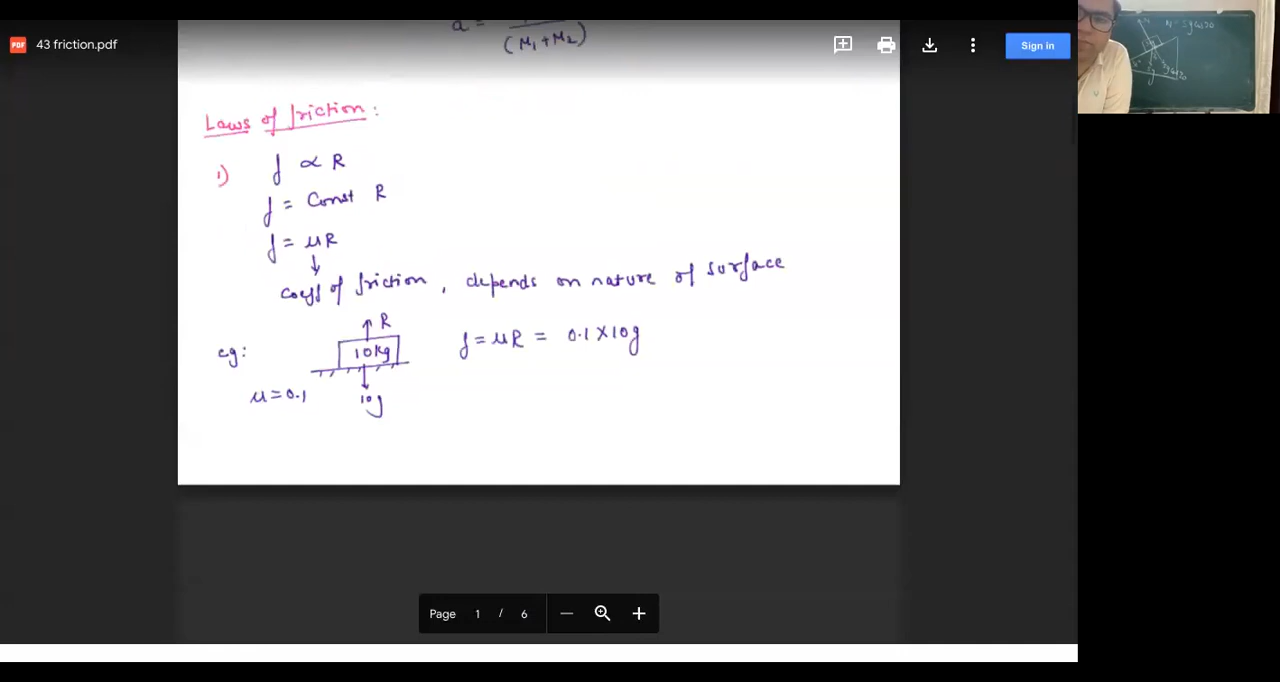 43 friction.pdf
Sign in
a =
(M₁+M₂)
Laws of friction :
1) f ∝ R
f = Const R
f = μR
↓
coeff of friction , depends on nature of surface
eg:
R
10kg
10g
μ=0.1
f = μR = 0.1×10g
Page 1 / 6